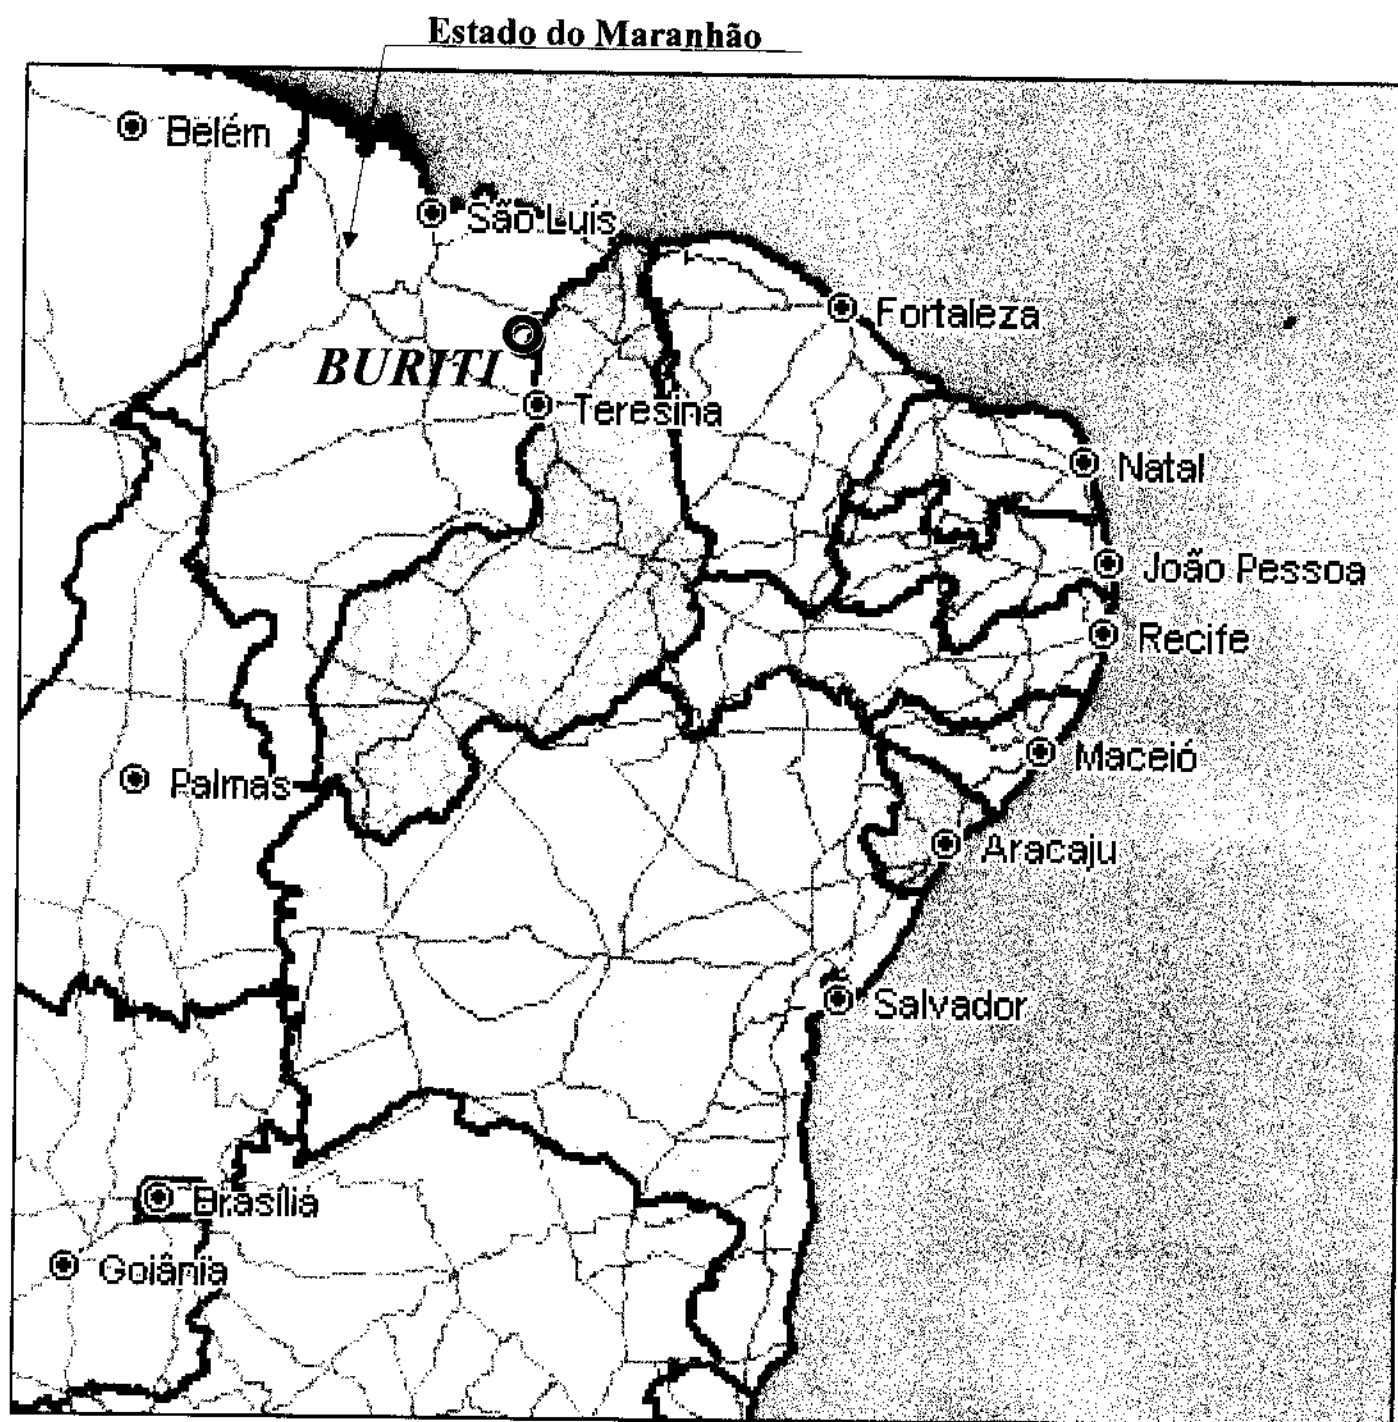 Estado do Maranhão
Belém
São Luís
Fortaleza
BURITI
Teresina
Natal
João Pessoa
Recife
Maceió
Palmas
Aracaju
Salvador
Brasília
Goiânia